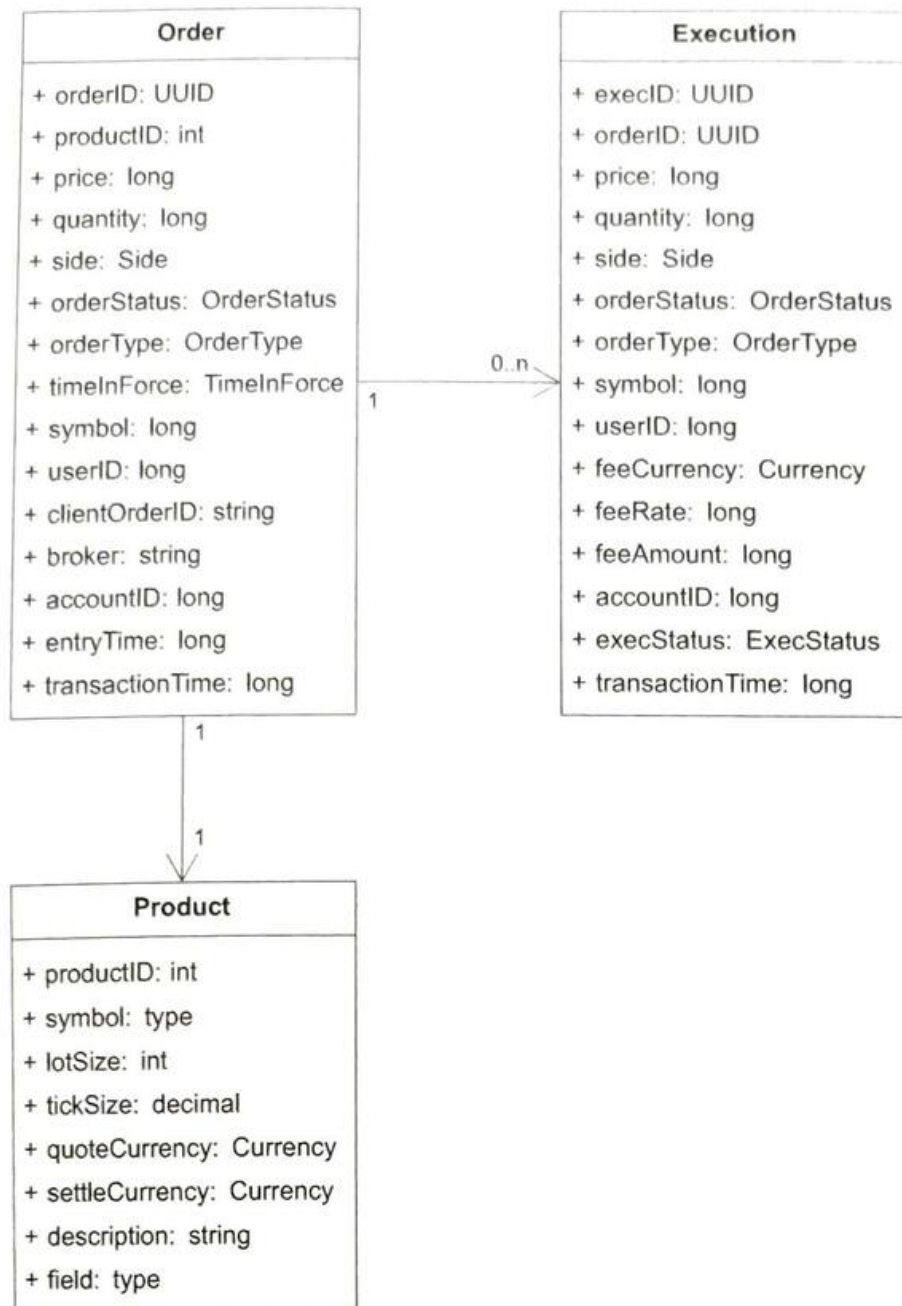 Order
+ orderID: UUID
+ productID: int
+ price: long
+ quantity: long
+ side: Side
+ orderStatus: OrderStatus
+ orderType: OrderType
+ timeInForce: TimeInForce
+ symbol: long
+ userID: long
+ clientOrderID: string
+ broker: string
+ accountID: long
+ entryTime: long
+ transactionTime: long
1
0..n
Execution
+ execID: UUID
+ orderID: UUID
+ price: long
+ quantity: long
+ side: Side
+ orderStatus: OrderStatus
+ orderType: OrderType
+ symbol: long
+ userID: long
+ feeCurrency: Currency
+ feeRate: long
+ feeAmount: long
+ accountID: long
+ execStatus: ExecStatus
+ transactionTime: long
1
1
Product
+ productID: int
+ symbol: type
+ lotSize: int
+ tickSize: decimal
+ quoteCurrency: Currency
+ settleCurrency: Currency
+ description: string
+ field: type